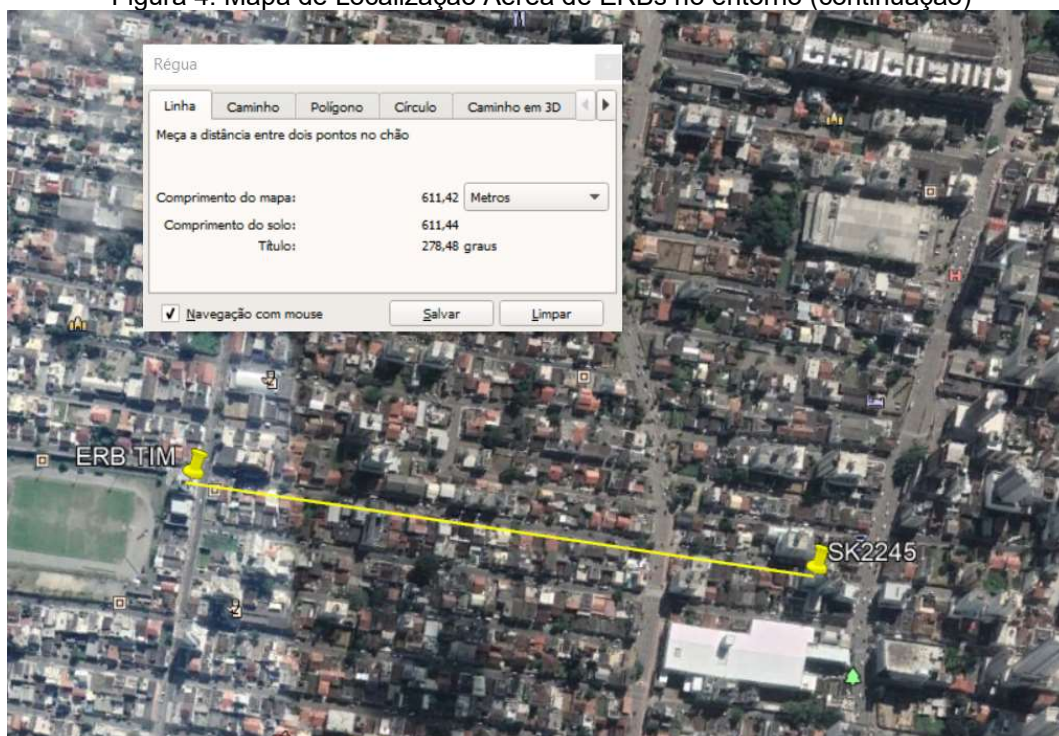 Figura 4: Mapa de Localização Aérea de ERBs no entorno (continuação)
Régua
Linha Caminho Polígono Círculo Caminho em 3D
Meça a distância entre dois pontos no chão
Comprimento do mapa: 611,42 Metros
Comprimento do solo: 611,44
Título: 278,48 graus
Navegação com mouse Salvar Limpar
ERB TIM
SK2245